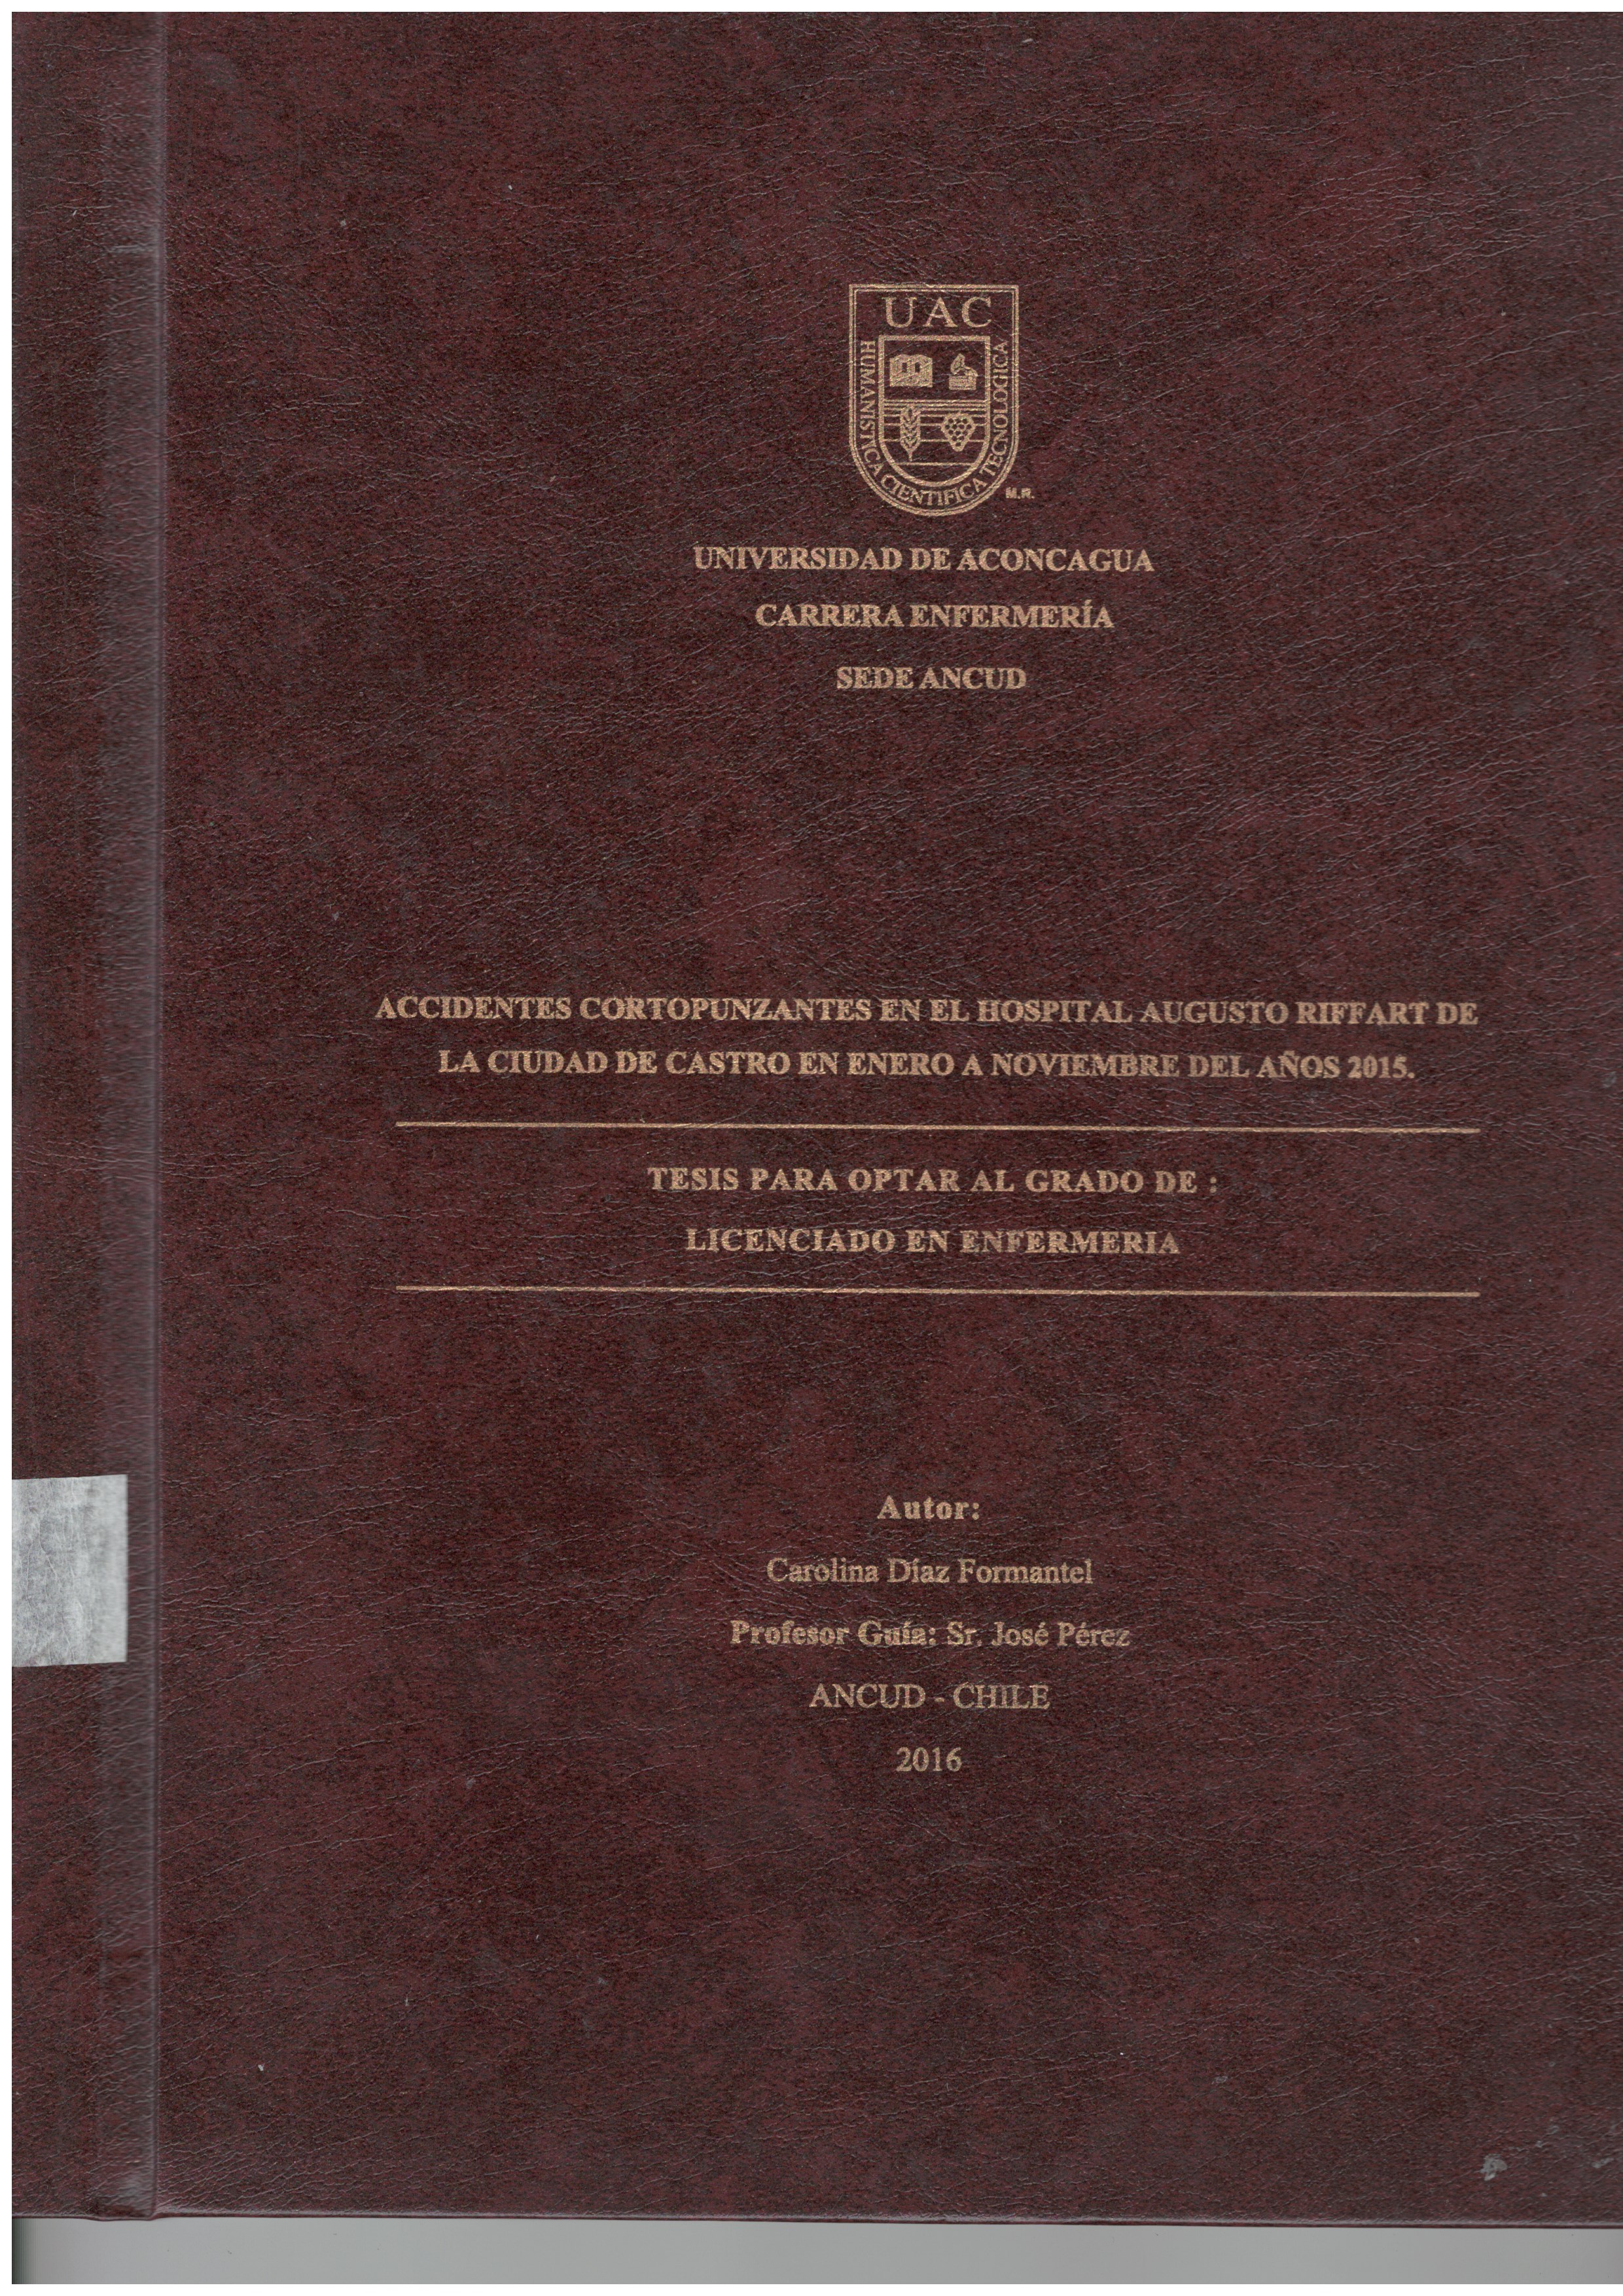 UAC
HUMANISTICA CIENTIFICA TECNOLOGICA
M.R.
UNIVERSIDAD DE ACONCAGUA
CARRERA ENFERMERÍA
SEDE ANCUD
ACCIDENTES CORTOPUNZANTES EN EL HOSPITAL AUGUSTO RIFFART DE
LA CIUDAD DE CASTRO EN ENERO A NOVIEMBRE DEL AÑOS 2015.
TESIS PARA OPTAR AL GRADO DE :
LICENCIADO EN ENFERMERIA
Autor:
Carolina Díaz Formantel
Profesor Guía: Sr. José Pérez
ANCUD - CHILE
2016